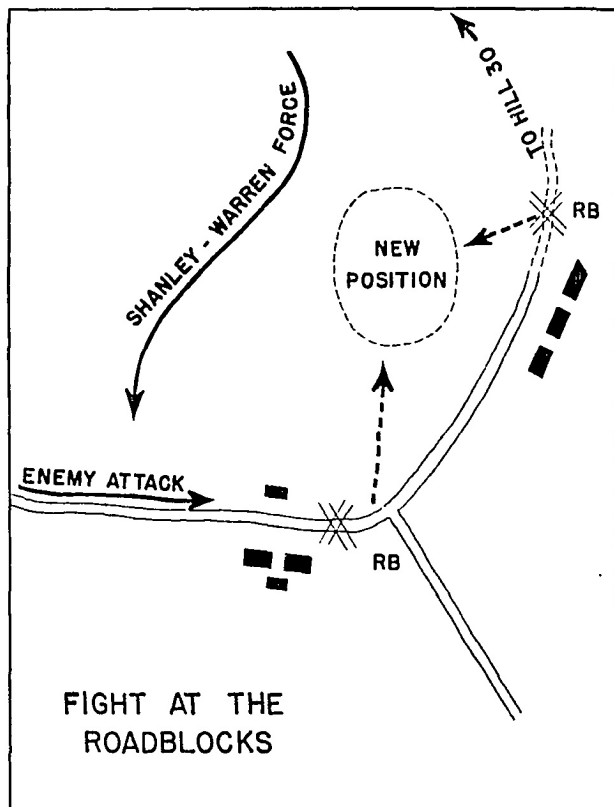 TO HILL 30
SHANLEY - WARREN FORCE
RB
NEW
POSITION
ENEMY ATTACK
RB
FIGHT AT THE
ROADBLOCKS